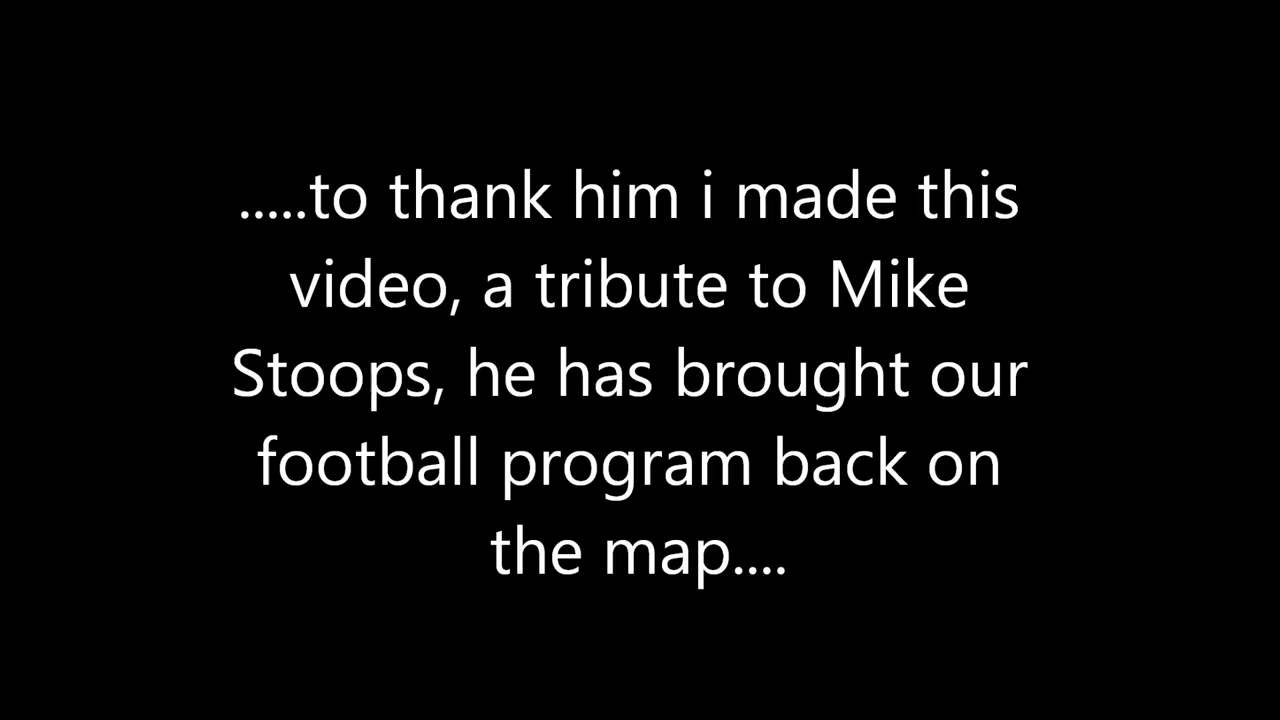 .....to thank him i made this
video, a tribute to Mike
Stoops, he has brought our
football program back on
the map....